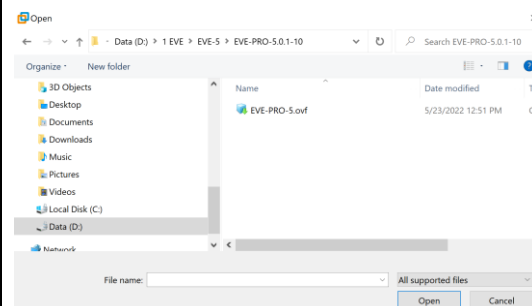 Open
Data (D:) > 1 EVE > EVE-5 > EVE-PRO-5.0.1-10
Search EVE-PRO-5.0.1-10
Organize
New folder
3D Objects
Desktop
Documents
Downloads
Music
Pictures
Videos
Local Disk (C:)
Data (D:)
Network
Name
Date modified
EVE-PRO-5.ovf
5/23/2022 12:51 PM
File name:
All supported files
Open
Cancel